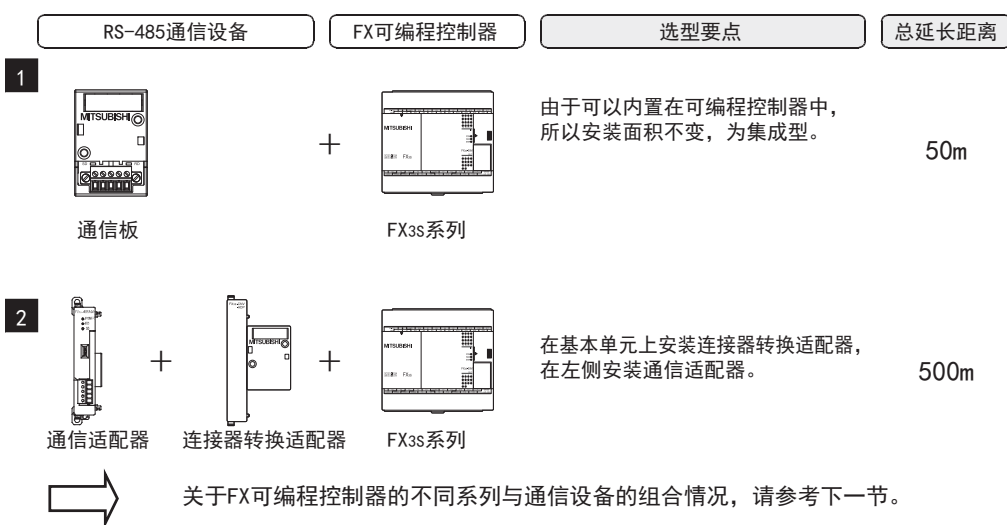 RS-485通信设备 FX可编程控制器 选型要点 总延长距离
1
MITSUBISHI
MITSUBISHI
由于可以内置在可编程控制器中，
所以安装面积不变，为集成型。
50m
通信板 FX3S系列
2
MITSUBISHI
MITSUBISHI
在基本单元上安装连接器转换适配器，
在左侧安装通信适配器。
500m
通信适配器 连接器转换适配器 FX3S系列
关于FX可编程控制器的不同系列与通信设备的组合情况，请参考下一节。